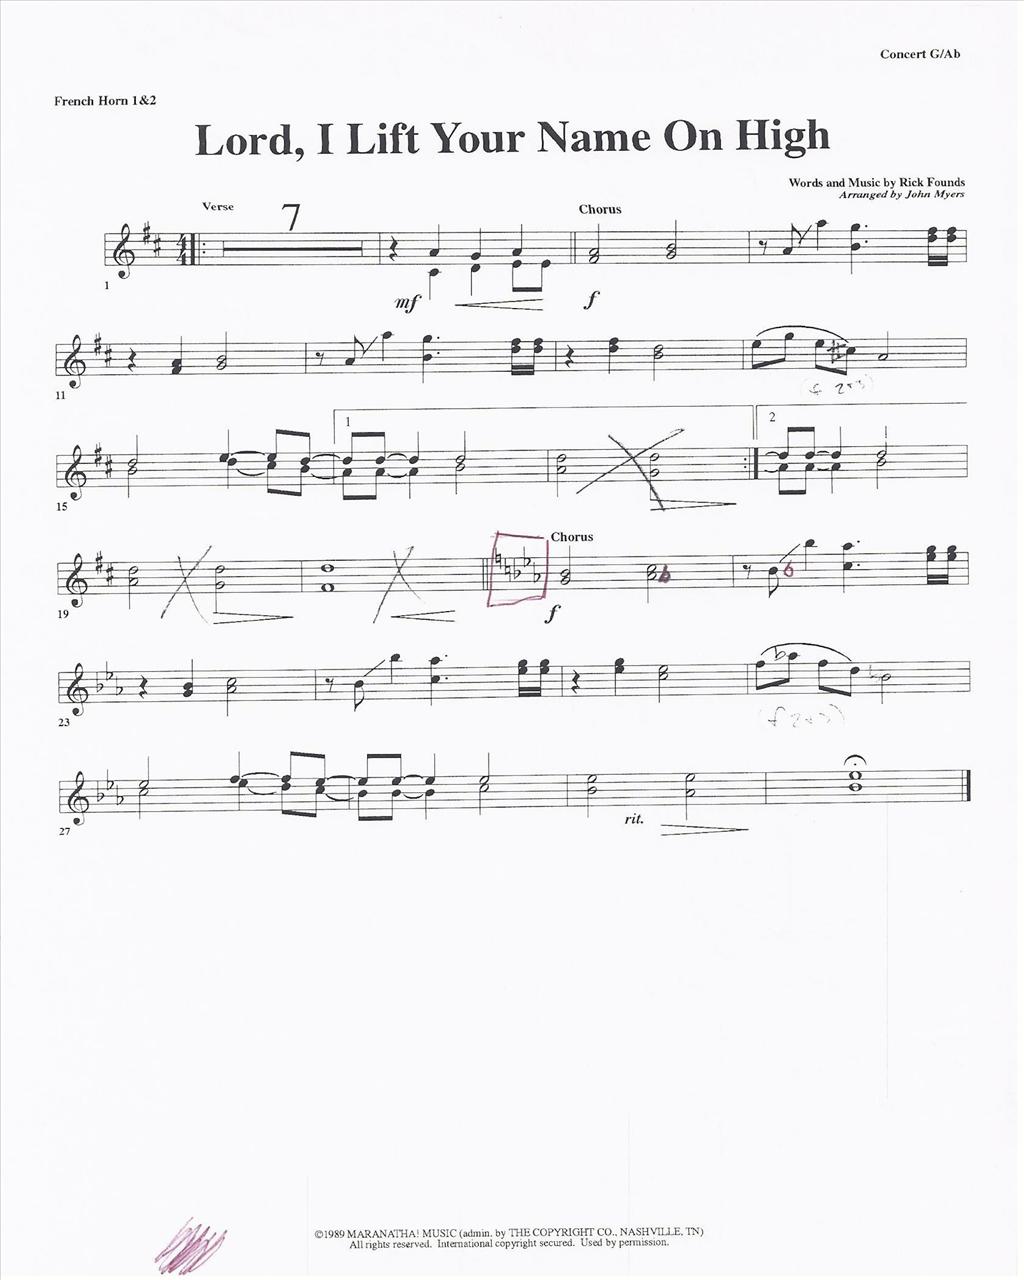 Concert G/Ab
French Horn 1&2
Lord, I Lift Your Name On High
Words and Music by Rick Founds
Arranged by John Myers
Verse
7
Chorus
1
mf
f
11
1
2
15
Chorus
19
f
23
27
rit.
©1989 MARANATHA! MUSIC (admin. by THE COPYRIGHT CO., NASHVILLE, TN)
All rights reserved. International copyright secured. Used by permission.